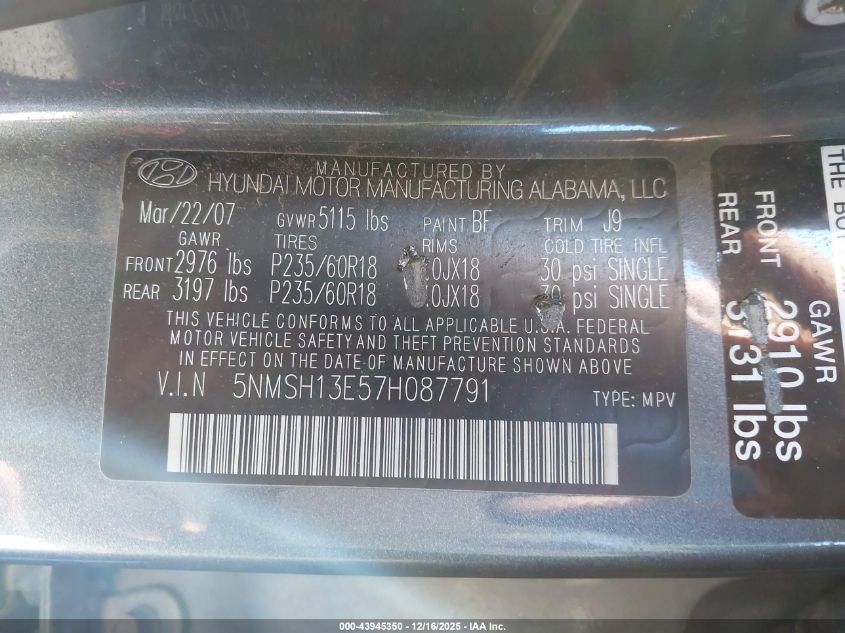 MANUFACTURED BY
HYUNDAI MOTOR MANUFACTURING ALABAMA, LLC
Mar/22/07 GVWR 5115 lbs PAINT BF TRIM J9
GAWR TIRES RIMS COLD TIRE INFL
FRONT 2976 lbs P235/60R18 .0JX18 30 psi SINGLE
REAR 3197 lbs P235/60R18 .0JX18 30 psi SINGLE
THIS VEHICLE CONFORMS TO ALL APPLICABLE U.S.A. FEDERAL
MOTOR VEHICLE SAFETY AND THEFT PREVENTION STANDARDS
IN EFFECT ON THE DATE OF MANUFACTURE SHOWN ABOVE
V.I.N 5NMSH13E57H087791 TYPE: MPV
GAWR
FRONT 2910 lbs
REAR 3131 lbs
000-43945350 - 12/16/2025 - IAA Inc.